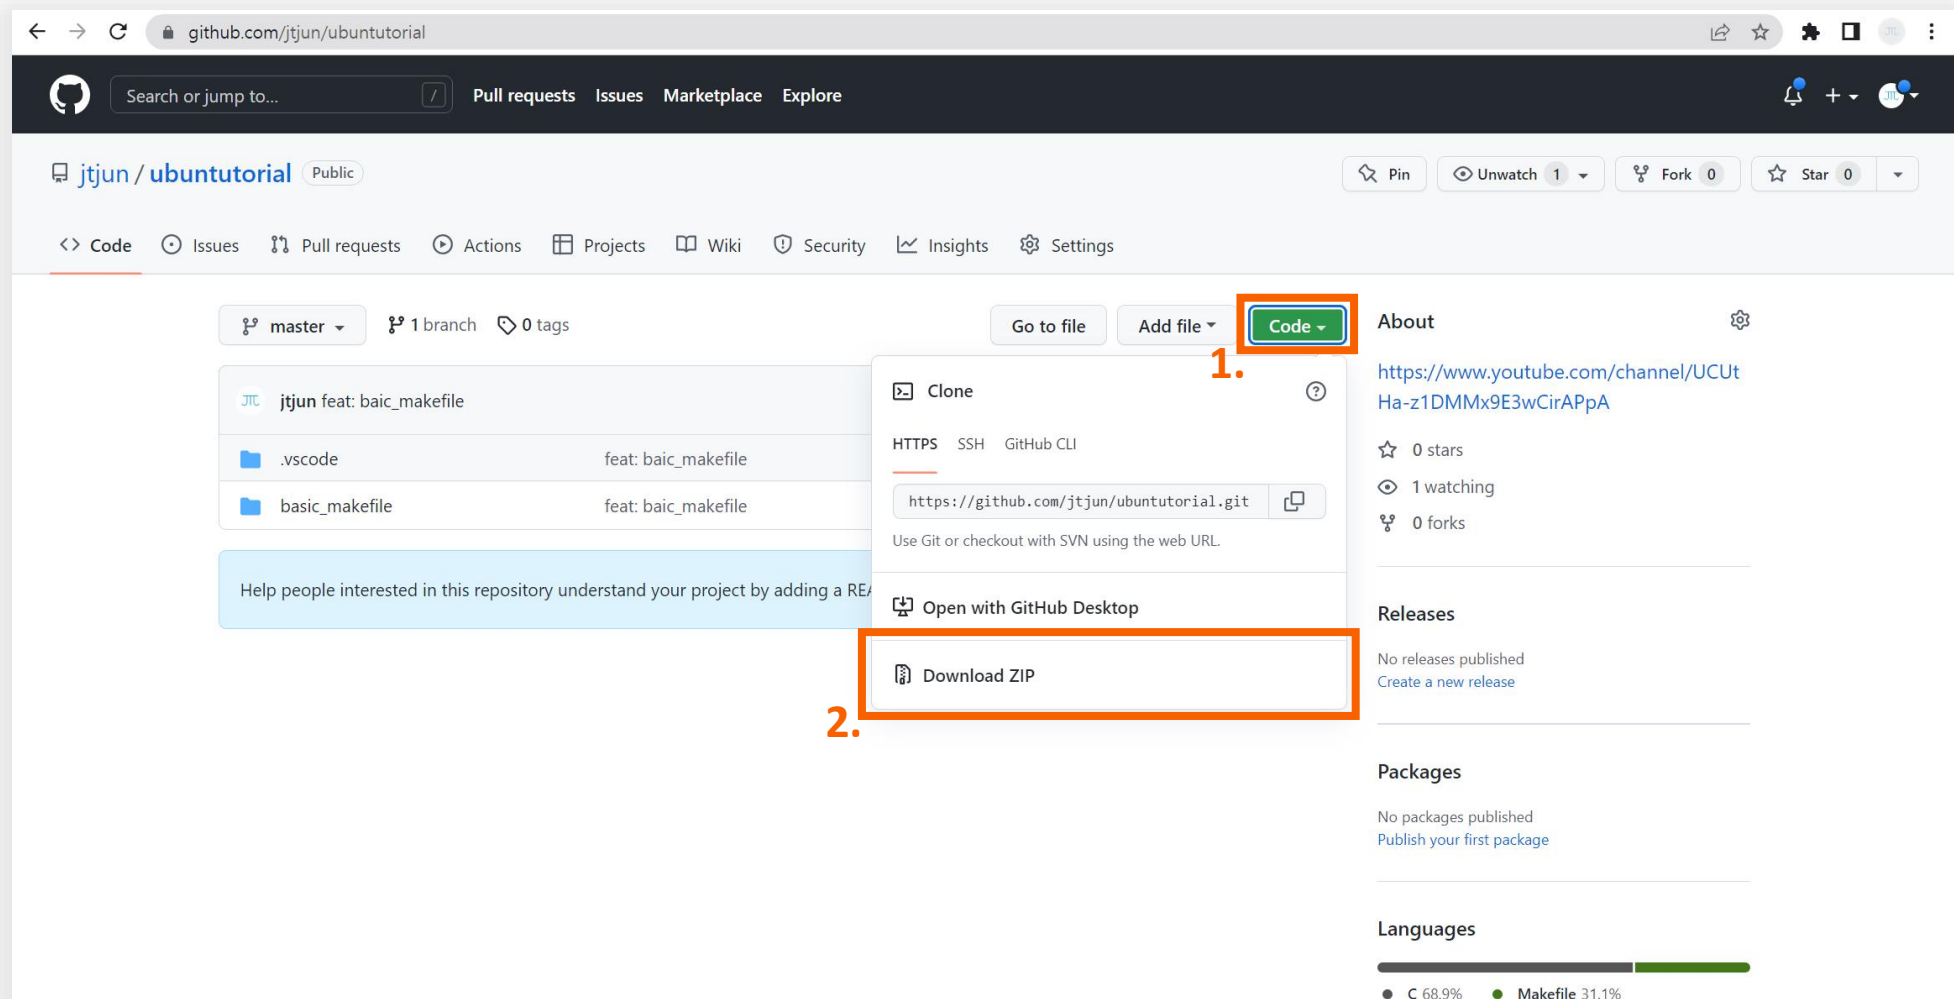 github.com/jtjun/ubuntutorial
Search or jump to... / Pull requests Issues Marketplace Explore
jtjun / ubuntutorial Public
Pin Unwatch 1 Fork 0 Star 0
Code Issues Pull requests Actions Projects Wiki Security Insights Settings
master 1 branch 0 tags
Go to file Add file Code
1.
jtjun feat: baic_makefile
.vscode feat: baic_makefile
basic_makefile feat: baic_makefile
Help people interested in this repository understand your project by adding a REA
Clone
HTTPS SSH GitHub CLI
https://github.com/jtjun/ubuntutorial.git
Use Git or checkout with SVN using the web URL.
Open with GitHub Desktop
Download ZIP
2.
About
https://www.youtube.com/channel/UCUt
Ha-z1DMMx9E3wCirAPpA
0 stars
1 watching
0 forks
Releases
No releases published
Create a new release
Packages
No packages published
Publish your first package
Languages
C 68.9% Makefile 31.1%